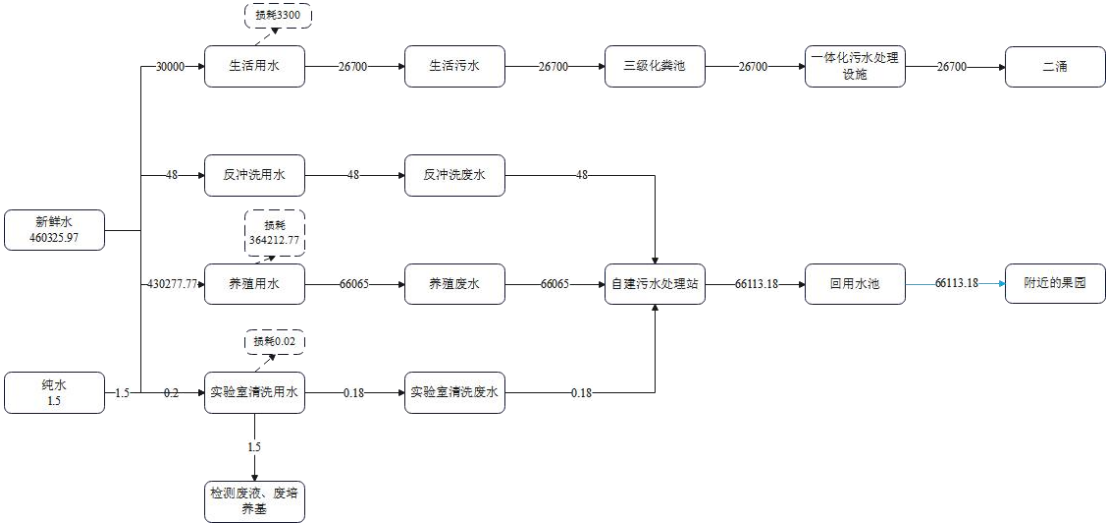 损耗3300
30000
生活用水
26700
生活污水
26700
三级化粪池
26700
一体化污水处理
设施
26700
二涌
48
反冲洗用水
48
反冲洗废水
48
新鲜水
460325.97
损耗
364212.77
430277.77
养殖用水
66065
养殖废水
66065
自建污水处理站
66113.18
回用水池
66113.18
附近的果园
损耗0.02
纯水
1.5
1.5
0.2
实验室清洗用水
0.18
实验室清洗废水
0.18
1.5
检测废液、废培
养基